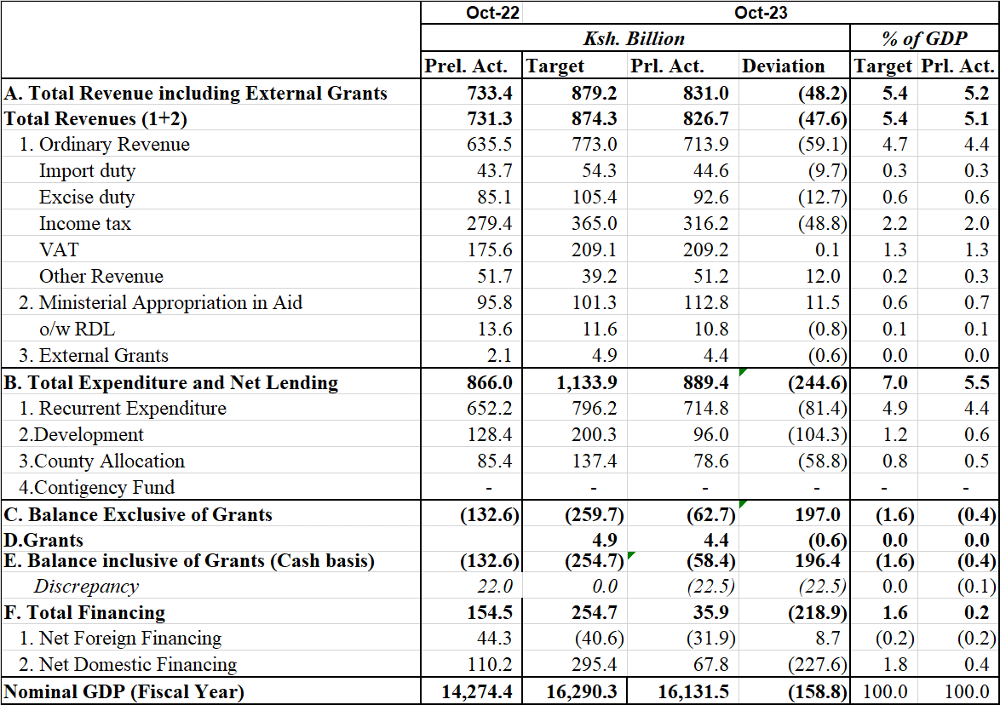 Oct-22 Oct-23
Ksh. Billion % of GDP
Prel. Act. Target Prl. Act. Deviation Target Prl. Act.
A. Total Revenue including External Grants 733.4 879.2 831.0 (48.2) 5.4 5.2
Total Revenues (1+2) 731.3 874.3 826.7 (47.6) 5.4 5.1
1. Ordinary Revenue 635.5 773.0 713.9 (59.1) 4.7 4.4
Import duty 43.7 54.3 44.6 (9.7) 0.3 0.3
Excise duty 85.1 105.4 92.6 (12.7) 0.6 0.6
Income tax 279.4 365.0 316.2 (48.8) 2.2 2.0
VAT 175.6 209.1 209.2 0.1 1.3 1.3
Other Revenue 51.7 39.2 51.2 12.0 0.2 0.3
2. Ministerial Appropriation in Aid 95.8 101.3 112.8 11.5 0.6 0.7
o/w RDL 13.6 11.6 10.8 (0.8) 0.1 0.1
3. External Grants 2.1 4.9 4.4 (0.6) 0.0 0.0
B. Total Expenditure and Net Lending 866.0 1,133.9 889.4 (244.6) 7.0 5.5
1. Recurrent Expenditure 652.2 796.2 714.8 (81.4) 4.9 4.4
2.Development 128.4 200.3 96.0 (104.3) 1.2 0.6
3.County Allocation 85.4 137.4 78.6 (58.8) 0.8 0.5
4.Contigency Fund - - - - - -
C. Balance Exclusive of Grants (132.6) (259.7) (62.7) 197.0 (1.6) (0.4)
D.Grants 4.9 4.4 (0.6) 0.0 0.0
E. Balance inclusive of Grants (Cash basis) (132.6) (254.7) (58.4) 196.4 (1.6) (0.4)
Discrepancy 22.0 0.0 (22.5) (22.5) 0.0 (0.1)
F. Total Financing 154.5 254.7 35.9 (218.9) 1.6 0.2
1. Net Foreign Financing 44.3 (40.6) (31.9) 8.7 (0.2) (0.2)
2. Net Domestic Financing 110.2 295.4 67.8 (227.6) 1.8 0.4
Nominal GDP (Fiscal Year) 14,274.4 16,290.3 16,131.5 (158.8) 100.0 100.0